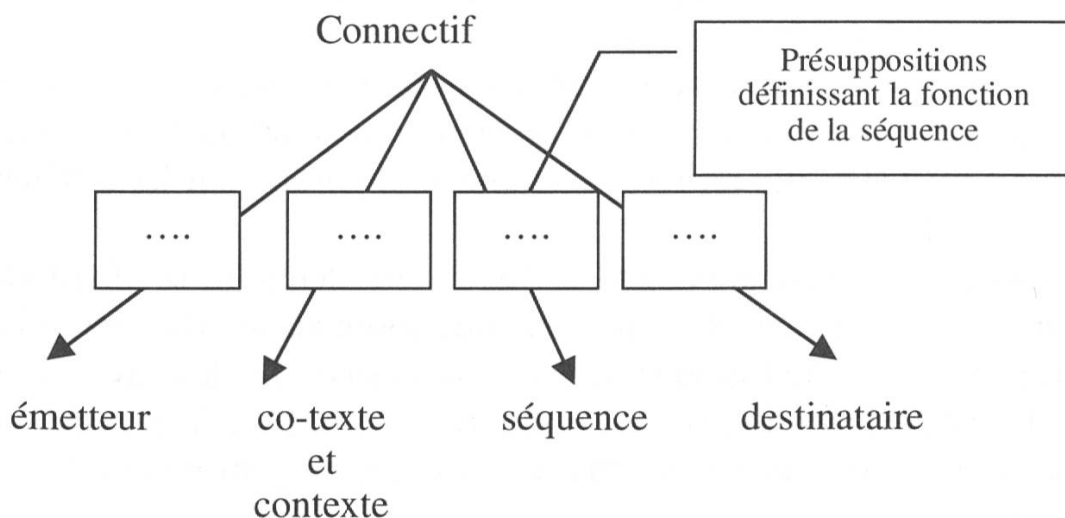 Connectif
Présuppositions
définissant la fonction
de la séquence
.... .... .... ....
émetteur co-texte séquence destinataire
et
contexte